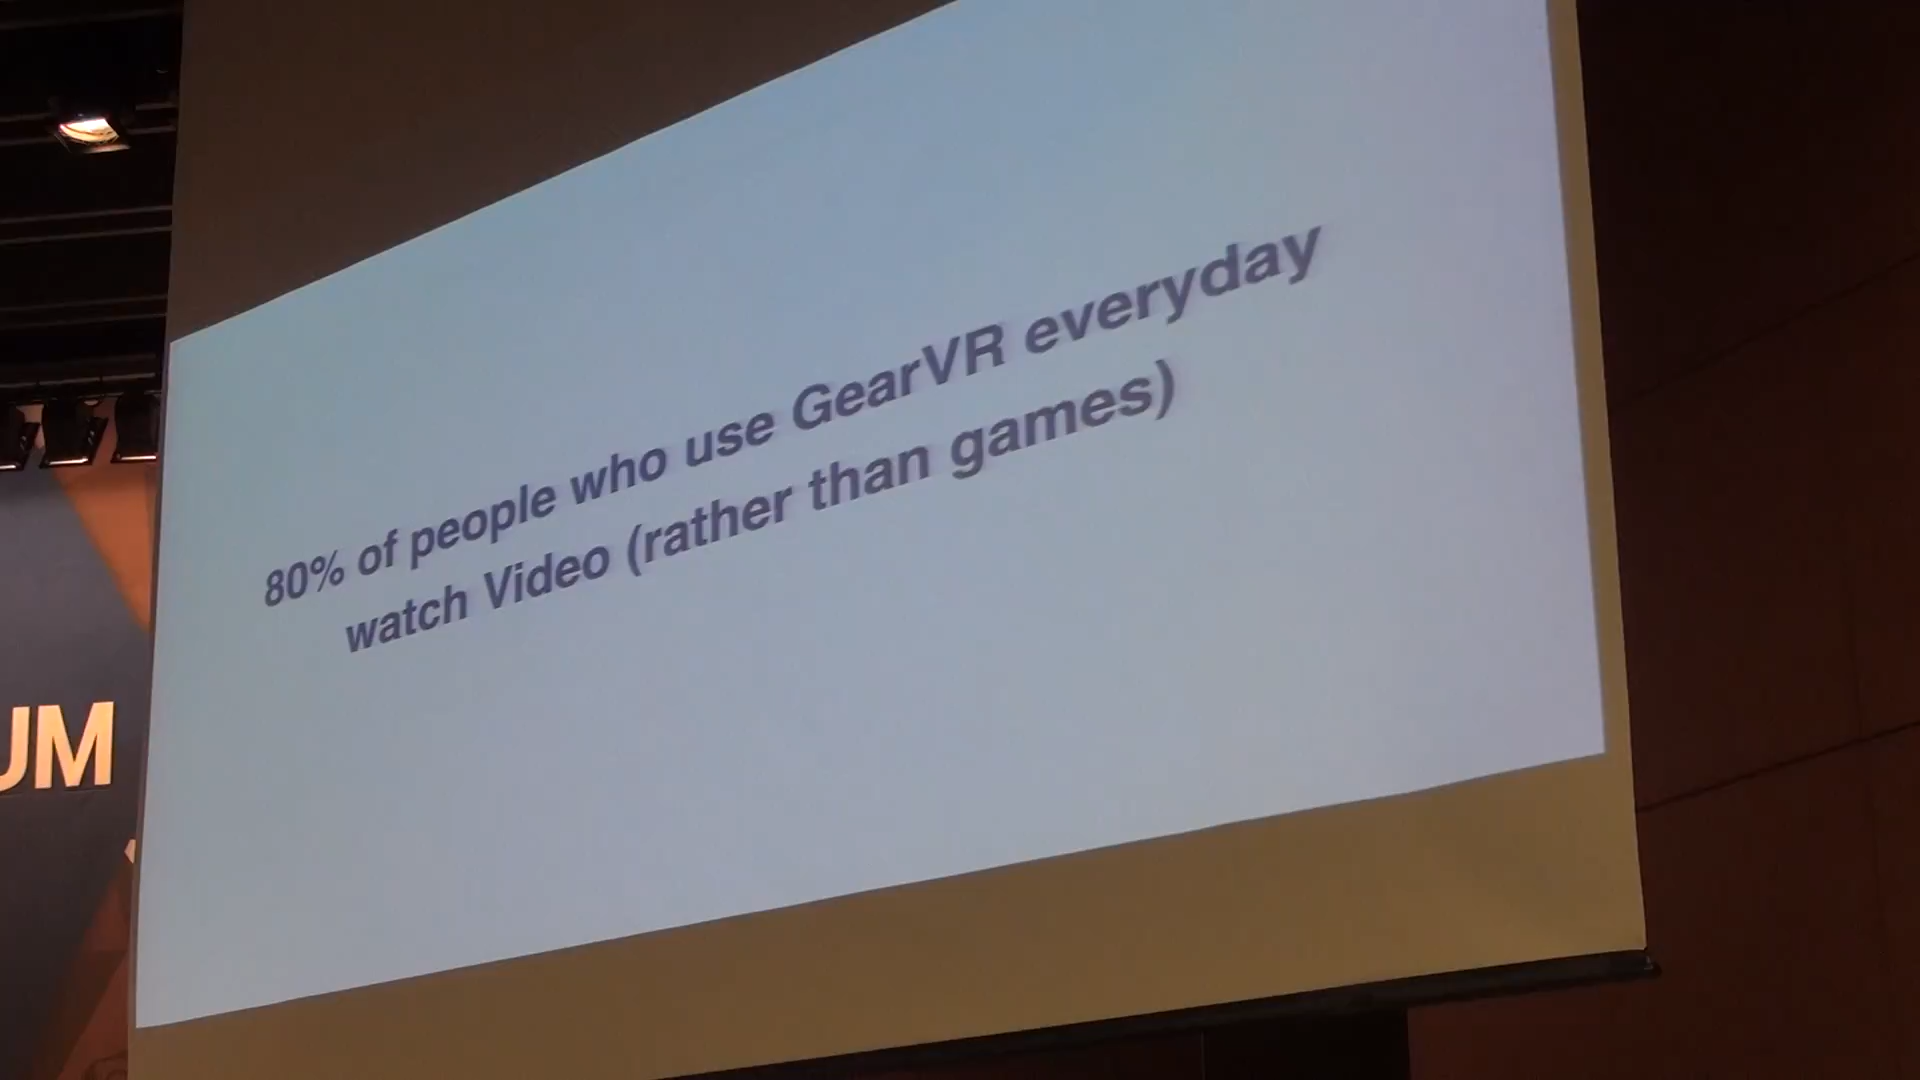 80% of people who use GearVR everyday
watch Video (rather than games)
UM